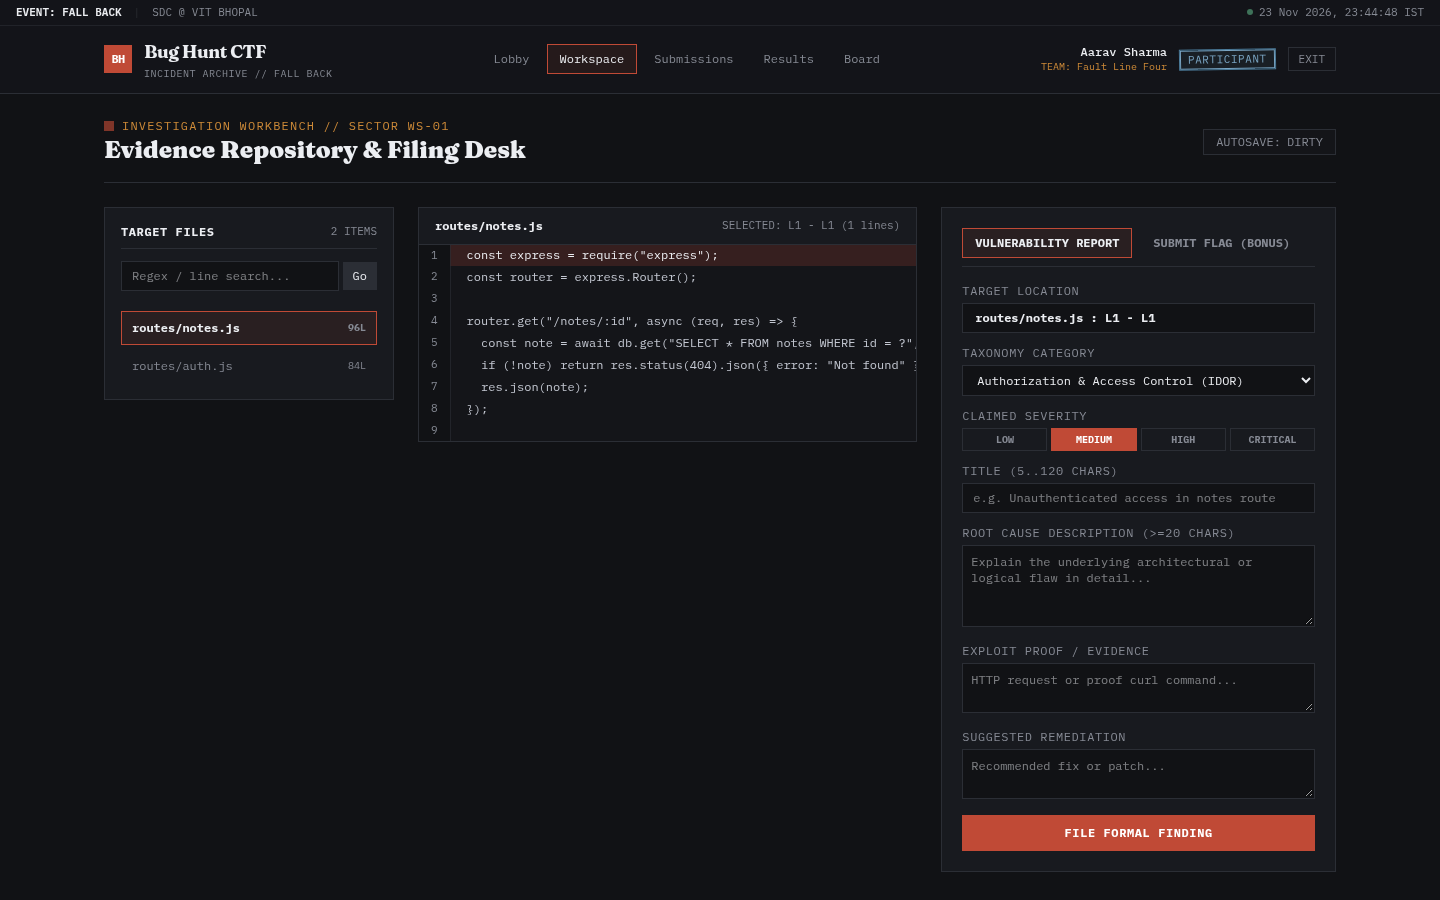 EVENT: FALL BACK | SDC @ VIT BHOPAL
23 Nov 2026, 23:44:48 IST
BH
Bug Hunt CTF
INCIDENT ARCHIVE // FALL BACK
Lobby
Workspace
Submissions
Results
Board
Aarav Sharma
TEAM: Fault Line Four
PARTICIPANT
EXIT
INVESTIGATION WORKBENCH // SECTOR WS-01
Evidence Repository & Filing Desk
AUTOSAVE: DIRTY
TARGET FILES
2 ITEMS
Regex / line search...
Go
routes/notes.js
96L
routes/auth.js
84L
routes/notes.js
SELECTED: L1 - L1 (1 lines)
1 const express = require("express");
2 const router = express.Router();
3
4 router.get("/notes/:id", async (req, res) => {
5 const note = await db.get("SELECT * FROM notes WHERE id = ?",
6 if (!note) return res.status(404).json({ error: "Not found" }
7 res.json(note);
8 });
9
VULNERABILITY REPORT
SUBMIT FLAG (BONUS)
TARGET LOCATION
routes/notes.js : L1 - L1
TAXONOMY CATEGORY
Authorization & Access Control (IDOR)
CLAIMED SEVERITY
LOW
MEDIUM
HIGH
CRITICAL
TITLE (5..120 CHARS)
e.g. Unauthenticated access in notes route
ROOT CAUSE DESCRIPTION (>=20 CHARS)
Explain the underlying architectural or
logical flaw in detail...
EXPLOIT PROOF / EVIDENCE
HTTP request or proof curl command...
SUGGESTED REMEDIATION
Recommended fix or patch...
FILE FORMAL FINDING